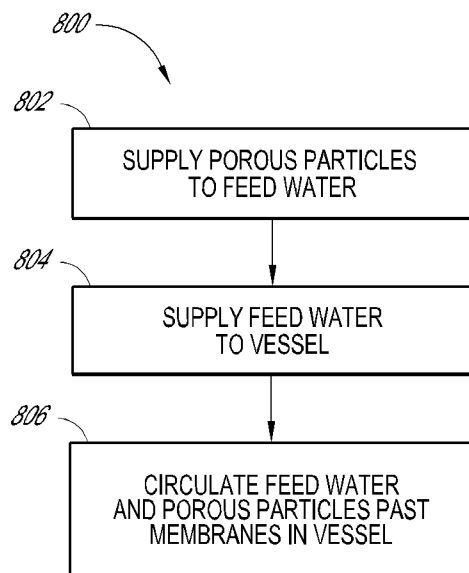 800
802
SUPPLY POROUS PARTICLES
TO FEED WATER
804
SUPPLY FEED WATER
TO VESSEL
806
CIRCULATE FEED WATER
AND POROUS PARTICLES PAST
MEMBRANES IN VESSEL